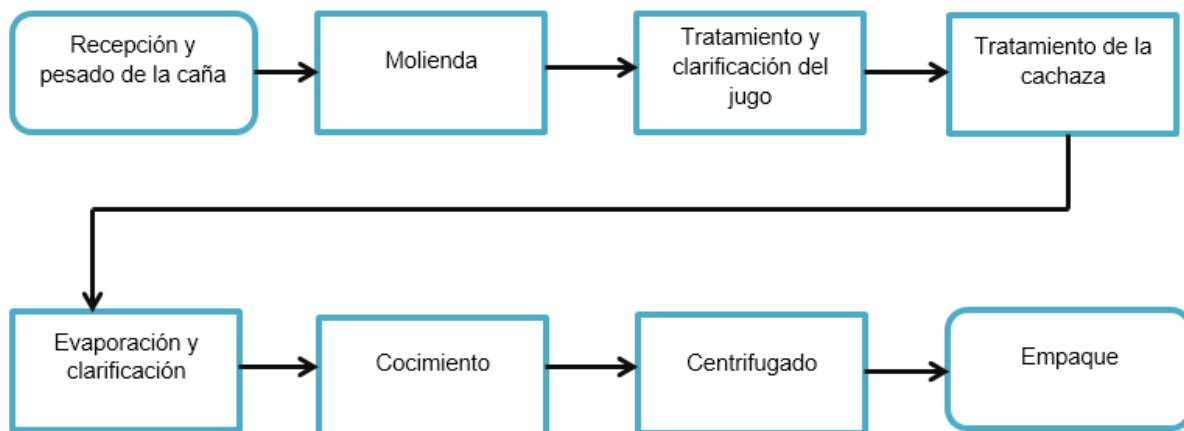 Recepción y
pesado de la caña
Molienda
Tratamiento y
clarificación del
jugo
Tratamiento de la
cachaza
Evaporación y
clarificación
Cocimiento
Centrifugado
Empaque